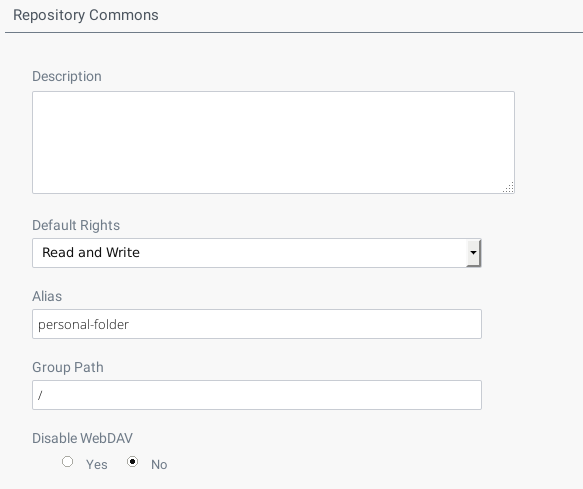 Repository Commons
Description
Default Rights
Read and Write
Alias
personal-folder
Group Path
/
Disable WebDAV
Yes No